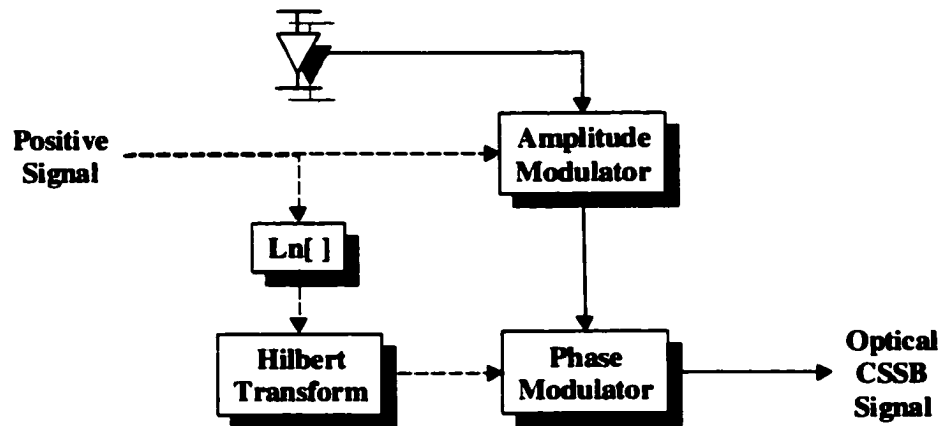 Positive
Signal
Amplitude
Modulator
Ln[ ]
Hilbert
Transform
Phase
Modulator
Optical
CSSB
Signal